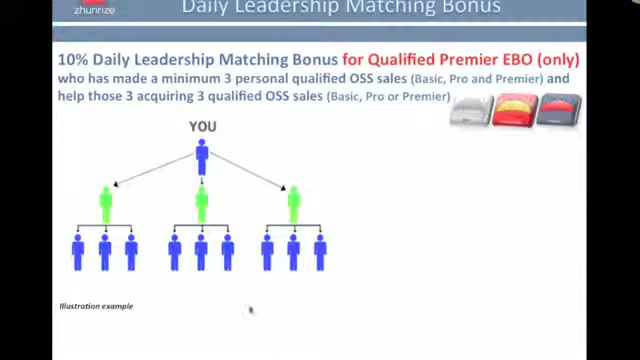 zhunrize
Daily Leadership Matching Bonus
10% Daily Leadership Matching Bonus for Qualified Premier EBO (only)
who has made a minimum 3 personal qualified OSS sales (Basic, Pro and Premier) and
help those 3 acquiring 3 qualified OSS sales (Basic, Pro or Premier)
YOU
Illustration example